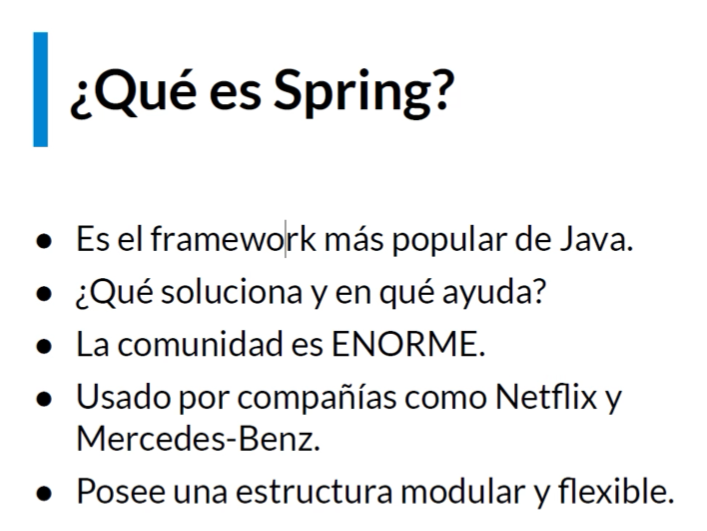 ¿Qué es Spring?
● Es el framework más popular de Java.
● ¿Qué soluciona y en qué ayuda?
● La comunidad es ENORME.
● Usado por compañías como Netflix y
Mercedes-Benz.
● Posee una estructura modular y flexible.